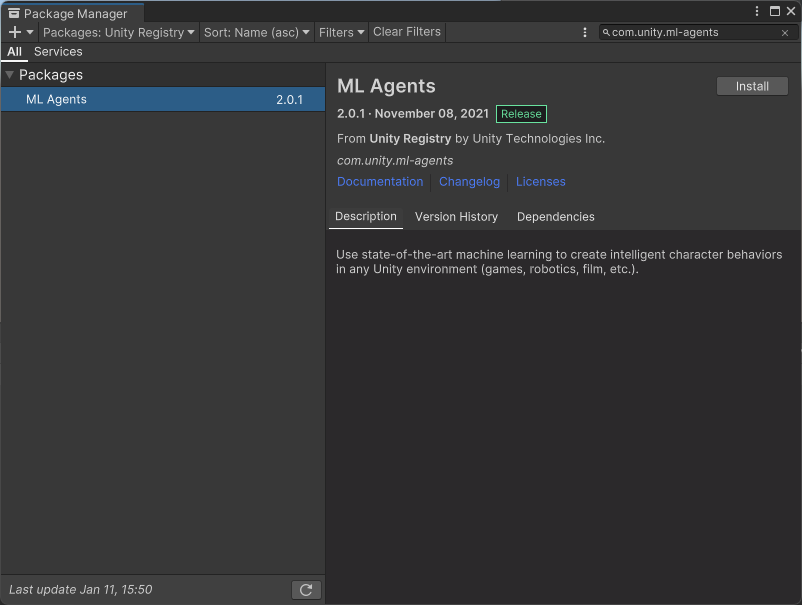 Package Manager
Packages: Unity Registry Sort: Name (asc) Filters Clear Filters com.unity.ml-agents
All Services
Packages
ML Agents 2.0.1
ML Agents
Install
2.0.1 · November 08, 2021 Release
From Unity Registry by Unity Technologies Inc.
com.unity.ml-agents
Documentation Changelog Licenses
Description Version History Dependencies
Use state-of-the-art machine learning to create intelligent character behaviors
in any Unity environment (games, robotics, film, etc.).
Last update Jan 11, 15:50